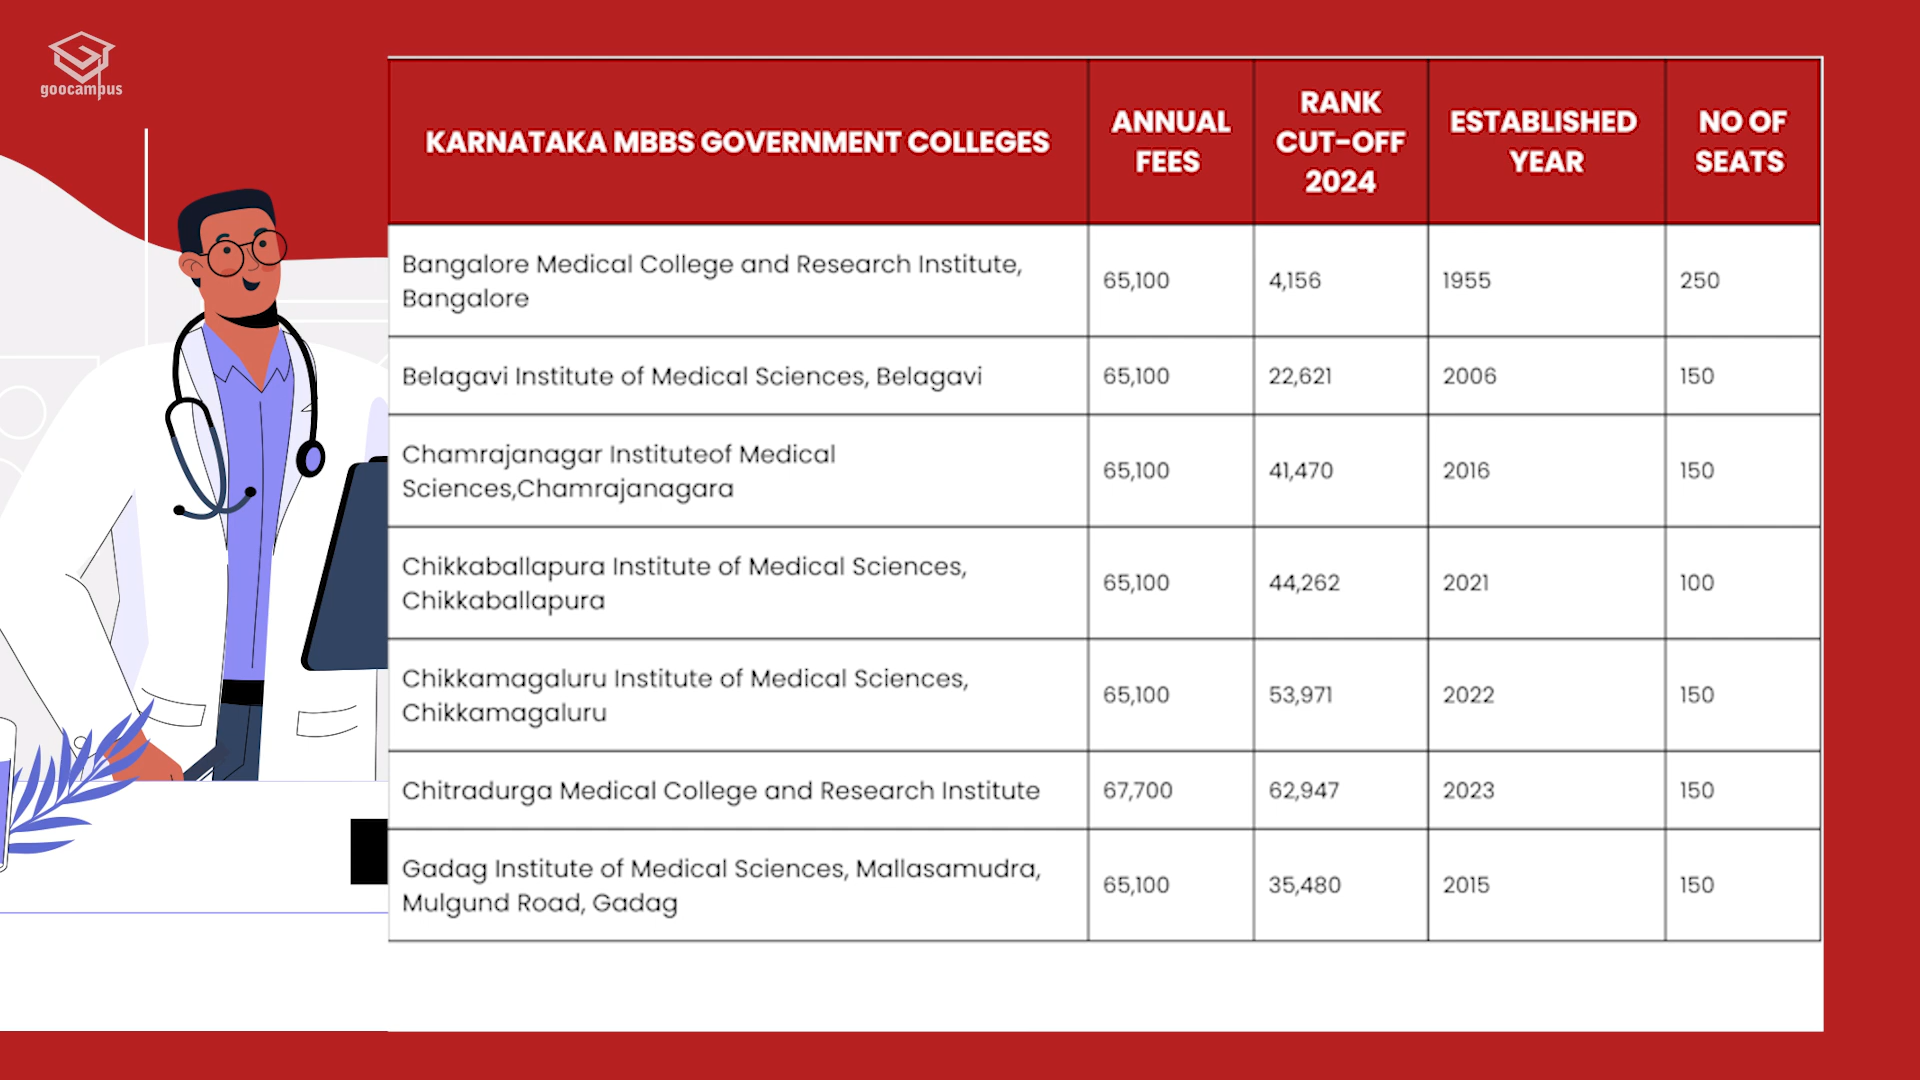 goocampus
KARNATAKA MBBS GOVERNMENT COLLEGES
ANNUAL
FEES
RANK
CUT-OFF
2024
ESTABLISHED
YEAR
NO OF
SEATS
Bangalore Medical College and Research Institute,
Bangalore
65,100
4,156
1955
250
Belagavi Institute of Medical Sciences, Belagavi
65,100
22,621
2006
150
Chamrajanagar Instituteof Medical
Sciences,Chamrajanagara
65,100
41,470
2016
150
Chikkaballapura Institute of Medical Sciences,
Chikkaballapura
65,100
44,262
2021
100
Chikkamagaluru Institute of Medical Sciences,
Chikkamagaluru
65,100
53,971
2022
150
Chitradurga Medical College and Research Institute
67,700
62,947
2023
150
Gadag Institute of Medical Sciences, Mallasamudra,
Mulgund Road, Gadag
65,100
35,480
2015
150